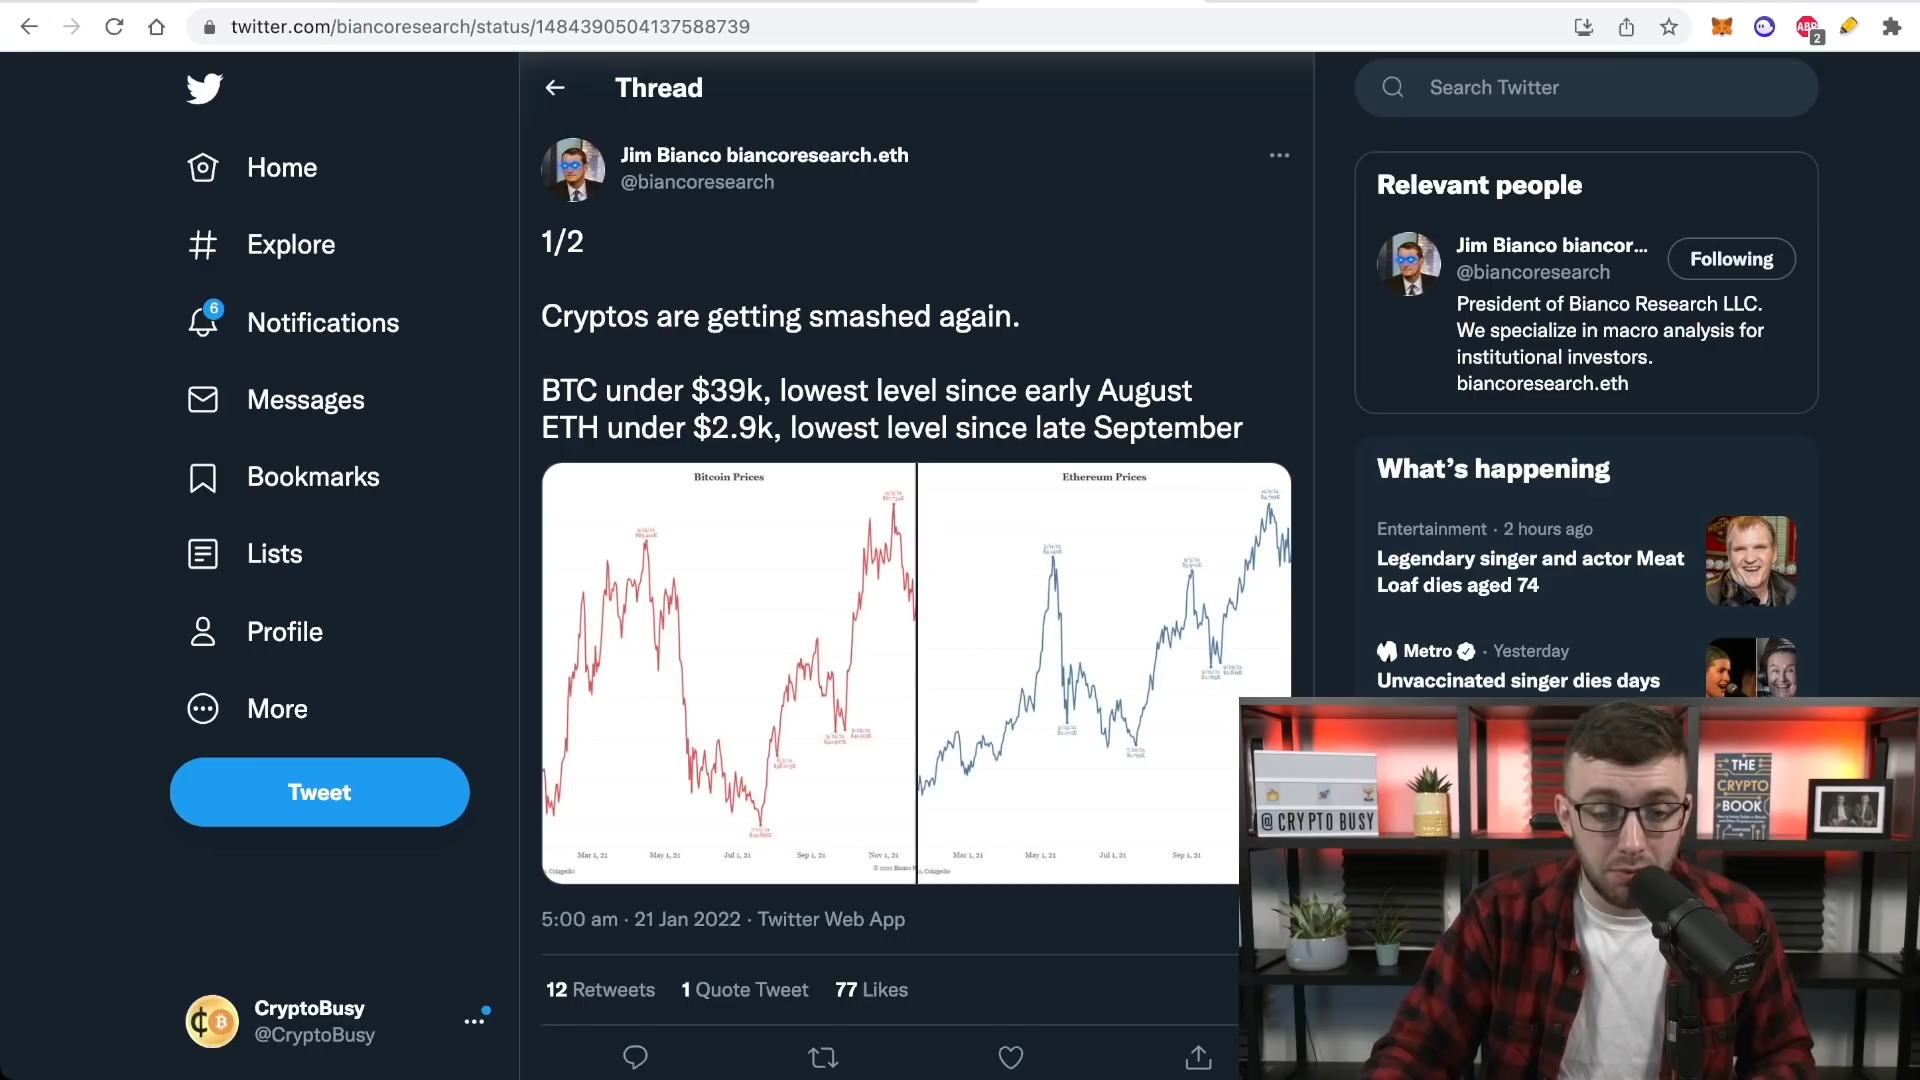 twitter.com/biancoresearch/status/1484390504137588739
ABP
2
Home
Explore
6
Notifications
Messages
Bookmarks
Lists
Profile
More
Tweet
CryptoBusy
@CryptoBusy
Thread
Jim Bianco biancoresearch.eth
@biancoresearch
1/2
Cryptos are getting smashed again.
BTC under $39k, lowest level since early August
ETH under $2.9k, lowest level since late September
Bitcoin Prices
Mar 1, 21 May 1, 21 Jul 1, 21 Sep 1, 21 Nov 1, 21
Ethereum Prices
Mar 1, 21 May 1, 21 Jul 1, 21 Sep 1, 21
5:00 am · 21 Jan 2022 · Twitter Web App
12 Retweets 1 Quote Tweet 77 Likes
Search Twitter
Relevant people
Jim Bianco biancor...
@biancoresearch
Following
President of Bianco Research LLC.
We specialize in macro analysis for
institutional investors.
biancoresearch.eth
What's happening
Entertainment · 2 hours ago
Legendary singer and actor Meat
Loaf dies aged 74
Metro · Yesterday
Unvaccinated singer dies days
@CRYPTO BUSY
THE
CRYPTO
BOOK